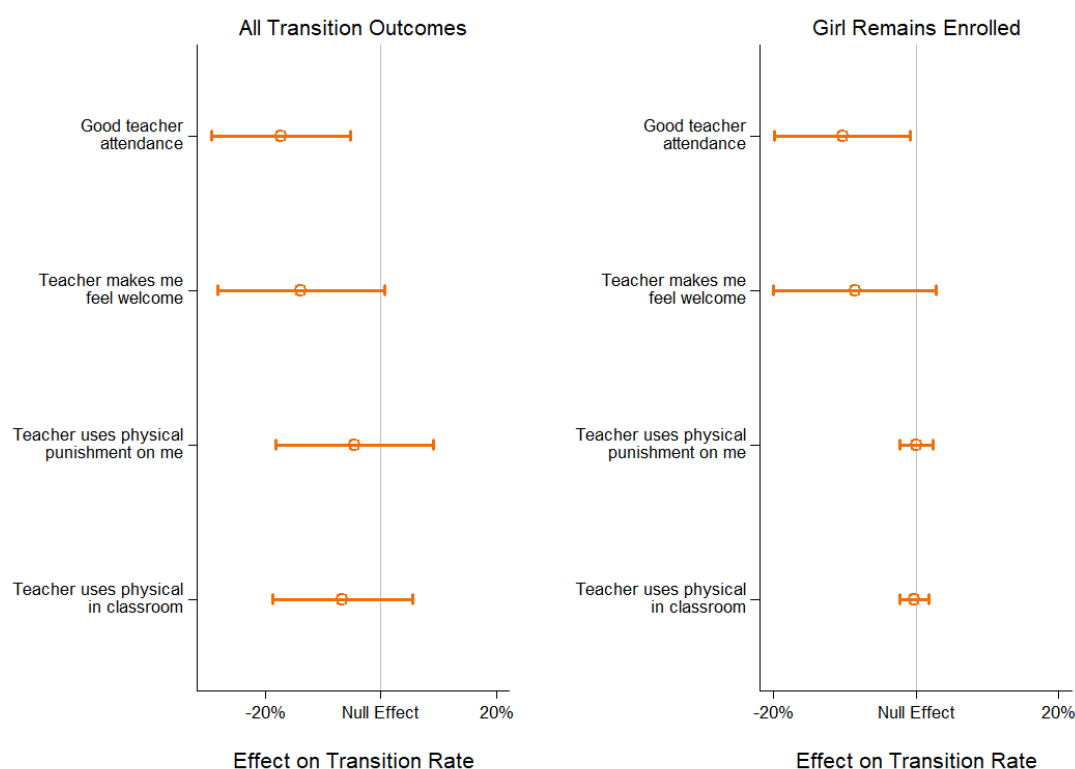 All Transition Outcomes
Good teacher
attendance
Teacher makes me
feel welcome
Teacher uses physical
punishment on me
Teacher uses physical
in classroom
-20%
Null Effect
20%
Effect on Transition Rate
Girl Remains Enrolled
Good teacher
attendance
Teacher makes me
feel welcome
Teacher uses physical
punishment on me
Teacher uses physical
in classroom
-20%
Null Effect
20%
Effect on Transition Rate